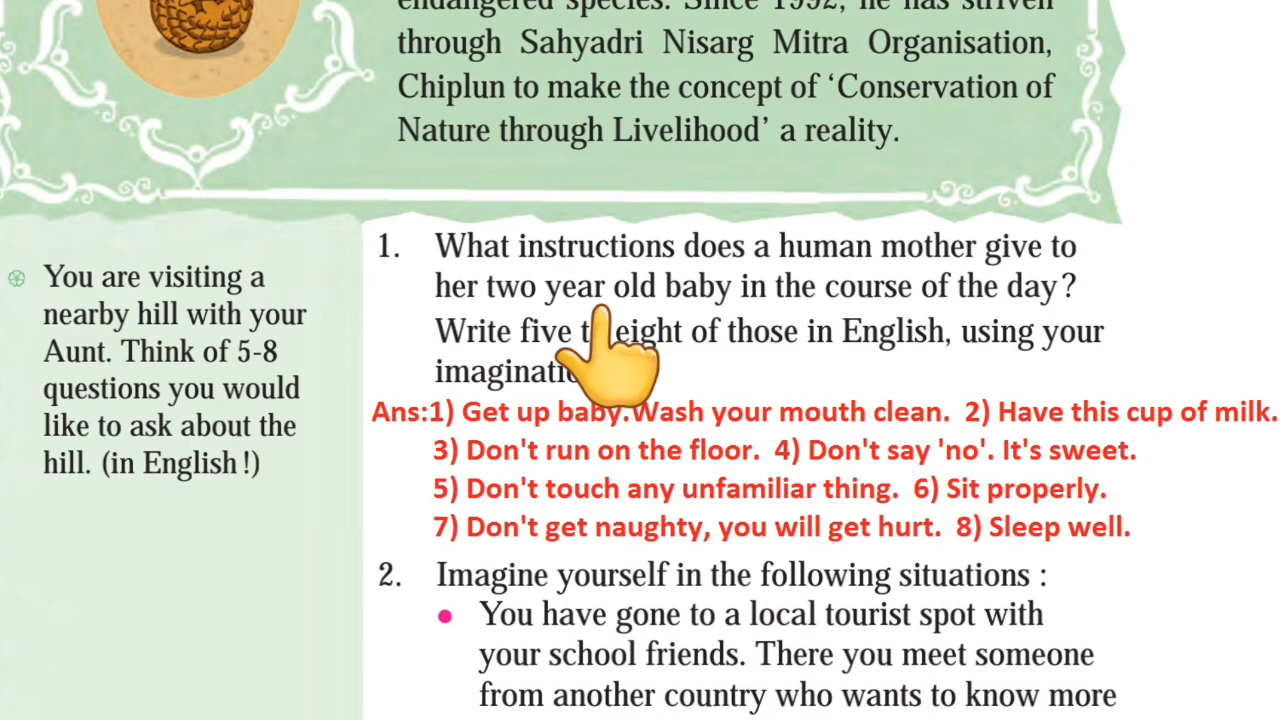 endangered species. Since 1992, he has striven
through Sahyadri Nisarg Mitra Organisation,
Chiplun to make the concept of ‘Conservation of
Nature through Livelihood’ a reality.
You are visiting a
nearby hill with your
Aunt. Think of 5-8
questions you would
like to ask about the
hill. (in English !)
1. What instructions does a human mother give to
her two year old baby in the course of the day ?
Write five eight of those in English, using your
Ans:1) Get up baby.Wash your mouth clean. 2) Have this cup of milk.
3) Don't run on the floor. 4) Don't say 'no'. It's sweet.
5) Don't touch any unfamiliar thing. 6) Sit properly.
7) Don't get naughty, you will get hurt. 8) Sleep well.
2. Imagine yourself in the following situations :
• You have gone to a local tourist spot with
your school friends. There you meet someone
from another country who wants to know more